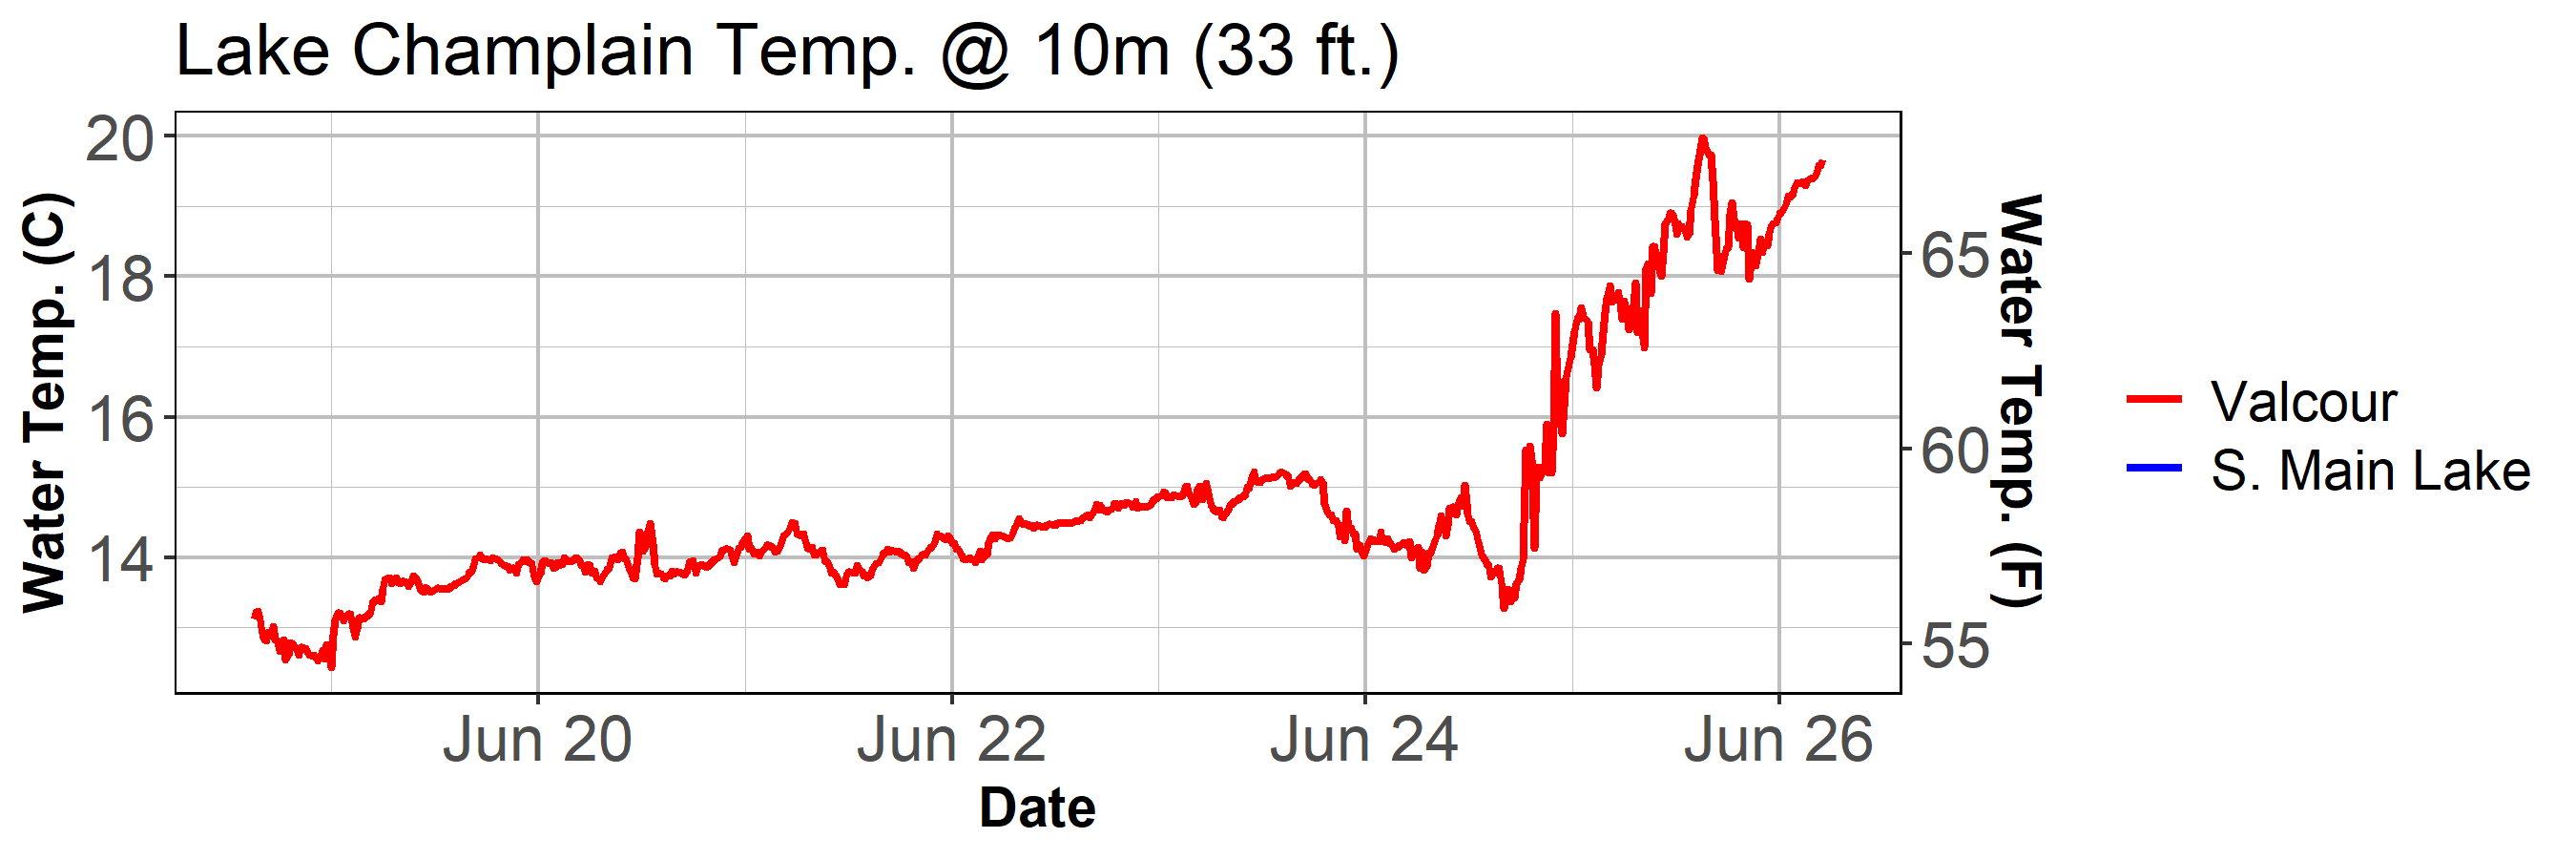 Lake Champlain Temp. @ 10m (33 ft.)
Water Temp. (C)
20
18
16
14
65
60
55
Water Temp. (F)
Jun 20
Jun 22
Jun 24
Jun 26
Date
Valcour
S. Main Lake